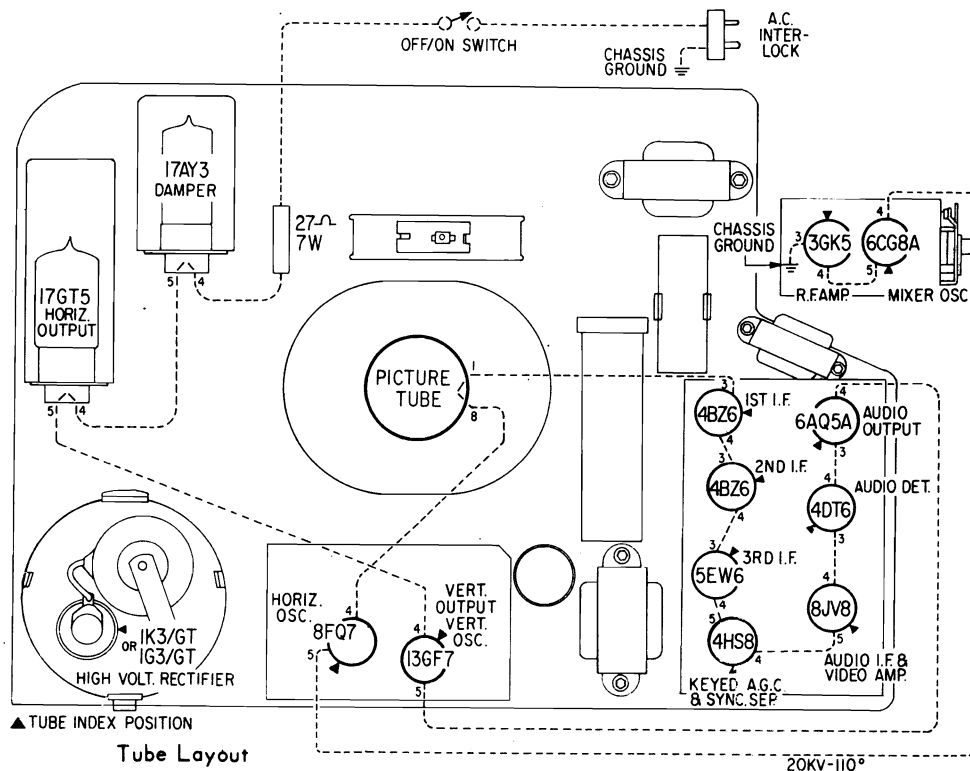 OFF/ON SWITCH
A.C.
INTER-
LOCK
CHASSIS
GROUND
17AY3
DAMPER
5 4
27Ω
7W
17GT5
HORIZ.
OUTPUT
5 4
CHASSIS
GROUND
3 3GK5 4
4 6CG8A 5
R.F. AMP. MIXER OSC
PICTURE
TUBE
1
8
3 4BZ6 4
1ST I.F.
4 6AQ5A 3
AUDIO
OUTPUT
3 4BZ6 4
2ND I.F.
4 4DT6 3
AUDIO DET.
3 5EW6 4
3RD I.F.
4 8JV8 5
AUDIO I.F. &
VIDEO AMP.
5 4HS8 4
KEYED A.G.C.
& SYNC. SEP.
HORIZ.
OSC.
4 8FQ7 5
VERT.
OUTPUT
VERT.
OSC.
4 13GF7 5
1K3/GT
OR 1G3/GT
HIGH VOLT. RECTIFIER
▲ TUBE INDEX POSITION
Tube Layout
20KV-110°